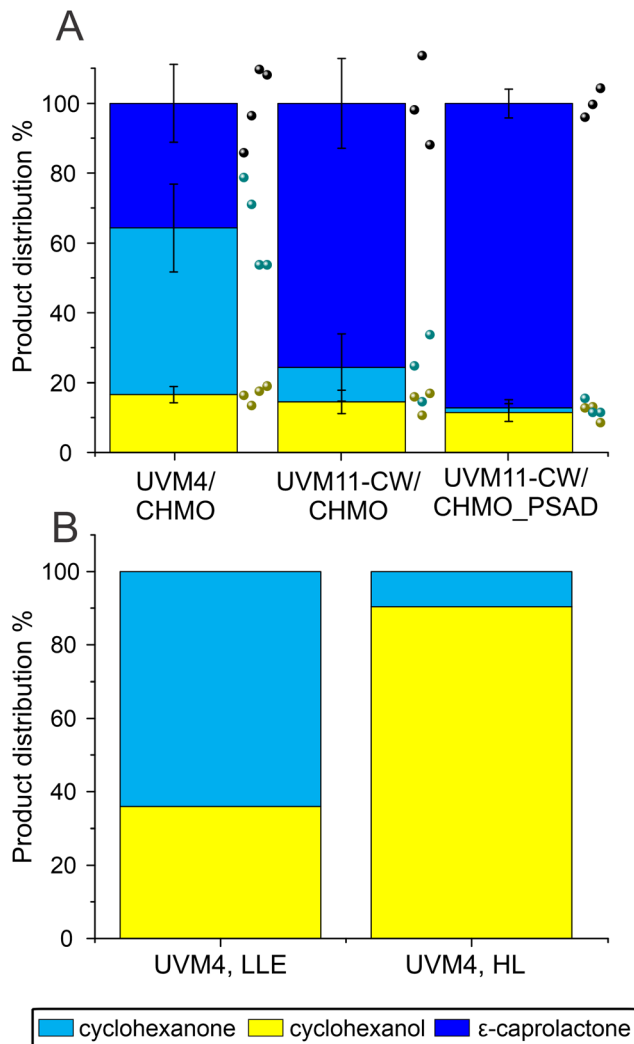 A
Product distribution %
100
80
60
40
20
0
UVM4/
CHMO
UVM11-CW/
CHMO
UVM11-CW/
CHMO_PSAD
B
Product distribution %
100
80
60
40
20
0
UVM4, LLE
UVM4, HL
cyclohexanone cyclohexanol ε-caprolactone